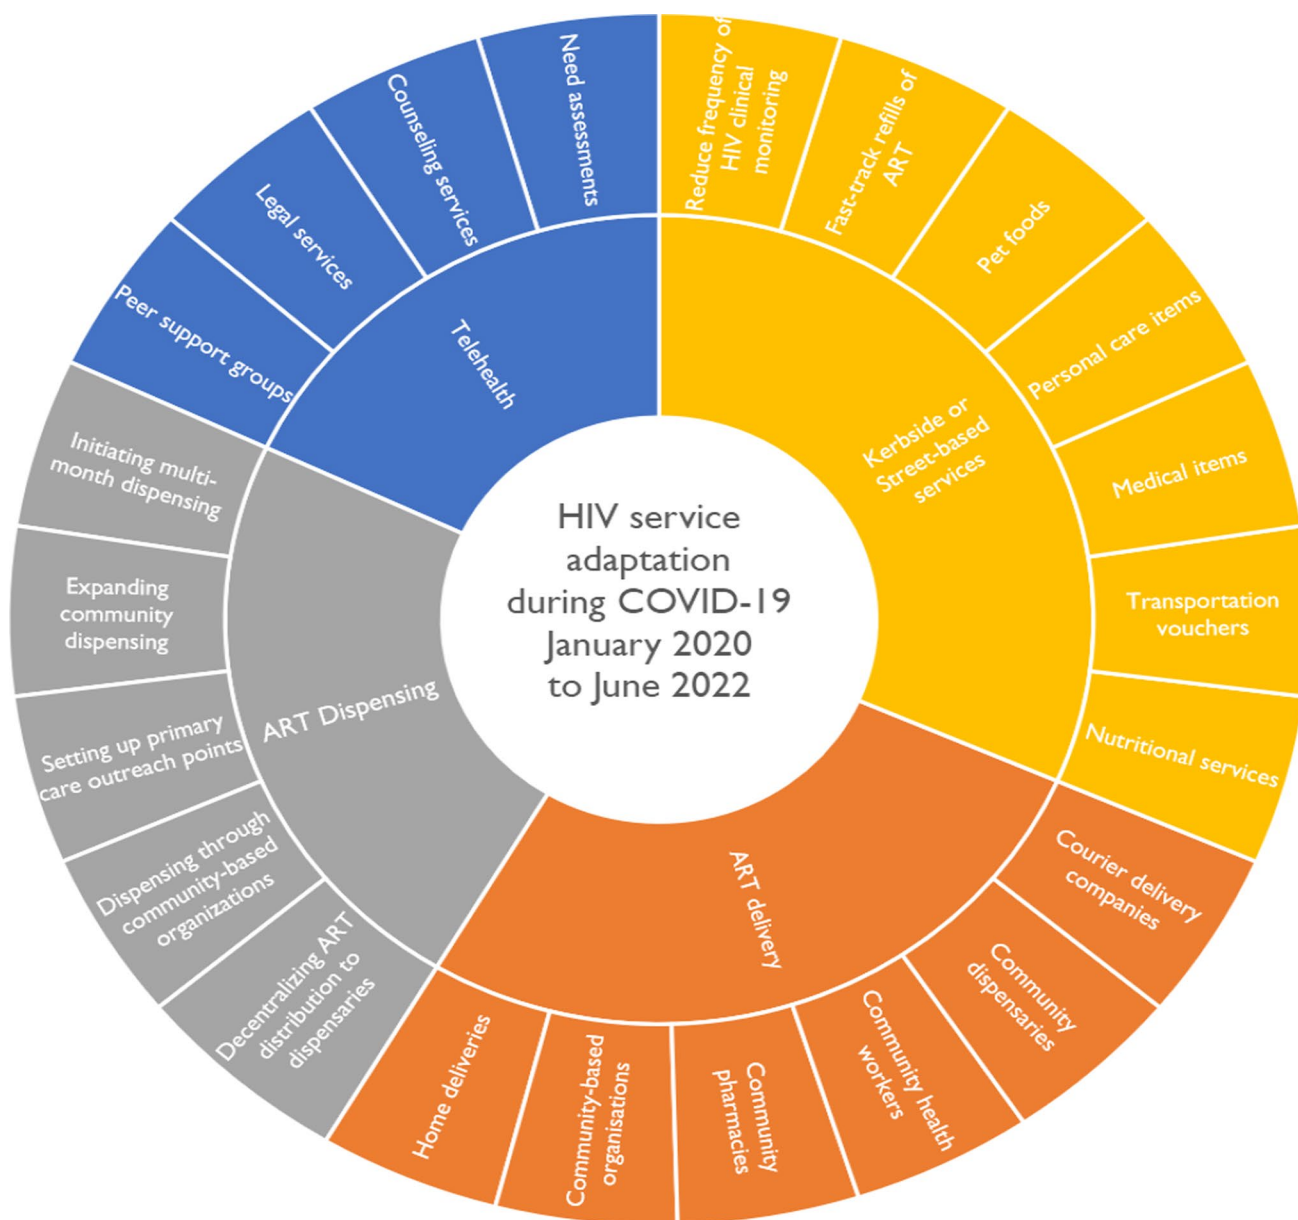 HIV service
adaptation
during COVID-19
January 2020
to June 2022
Kerbside or
Street-based
services
Reduce frequency of
HIV clinical
monitoring
Fast-track refills of
ART
Pet foods
Personal care items
Medical items
Transportation
vouchers
Nutritional services
ART delivery
Courier delivery
companies
Community
dispensaries
Community health
workers
Community
pharmacies
Community-based
organisations
Home deliveries
ART Dispensing
Decentralizing ART
distribution to
dispensaries
Dispensing through
community-based
organizations
Setting up primary
care outreach points
Expanding
community
dispensing
Initiating multi-
month dispensing
Telehealth
Peer support groups
Legal services
Counseling services
Need assessments